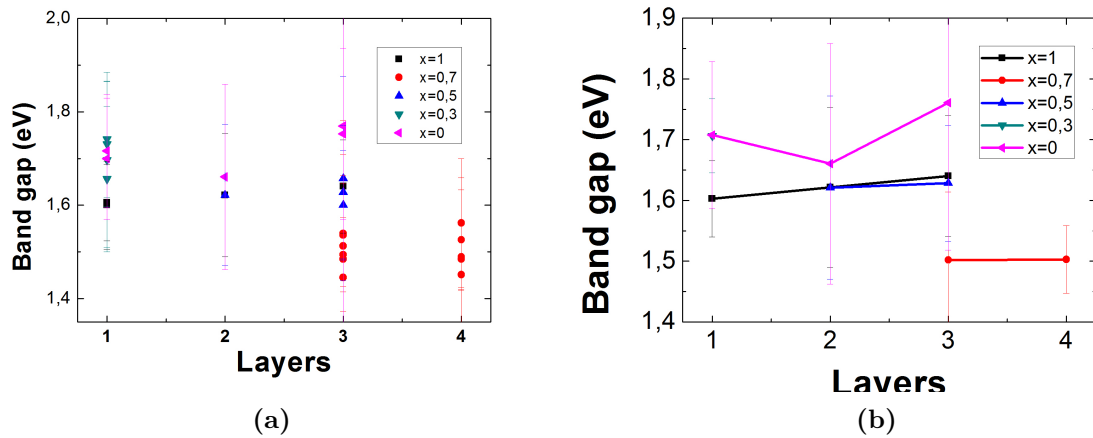 2,0
1,8
1,6
1,4
Band gap (eV)
1 2 3 4
Layers
x=1
x=0,7
x=0,5
x=0,3
x=0
(a)
1,9
1,8
1,7
1,6
1,5
1,4
Band gap (eV)
1 2 3 4
Layers
x=1
x=0,7
x=0,5
x=0,3
x=0
(b)